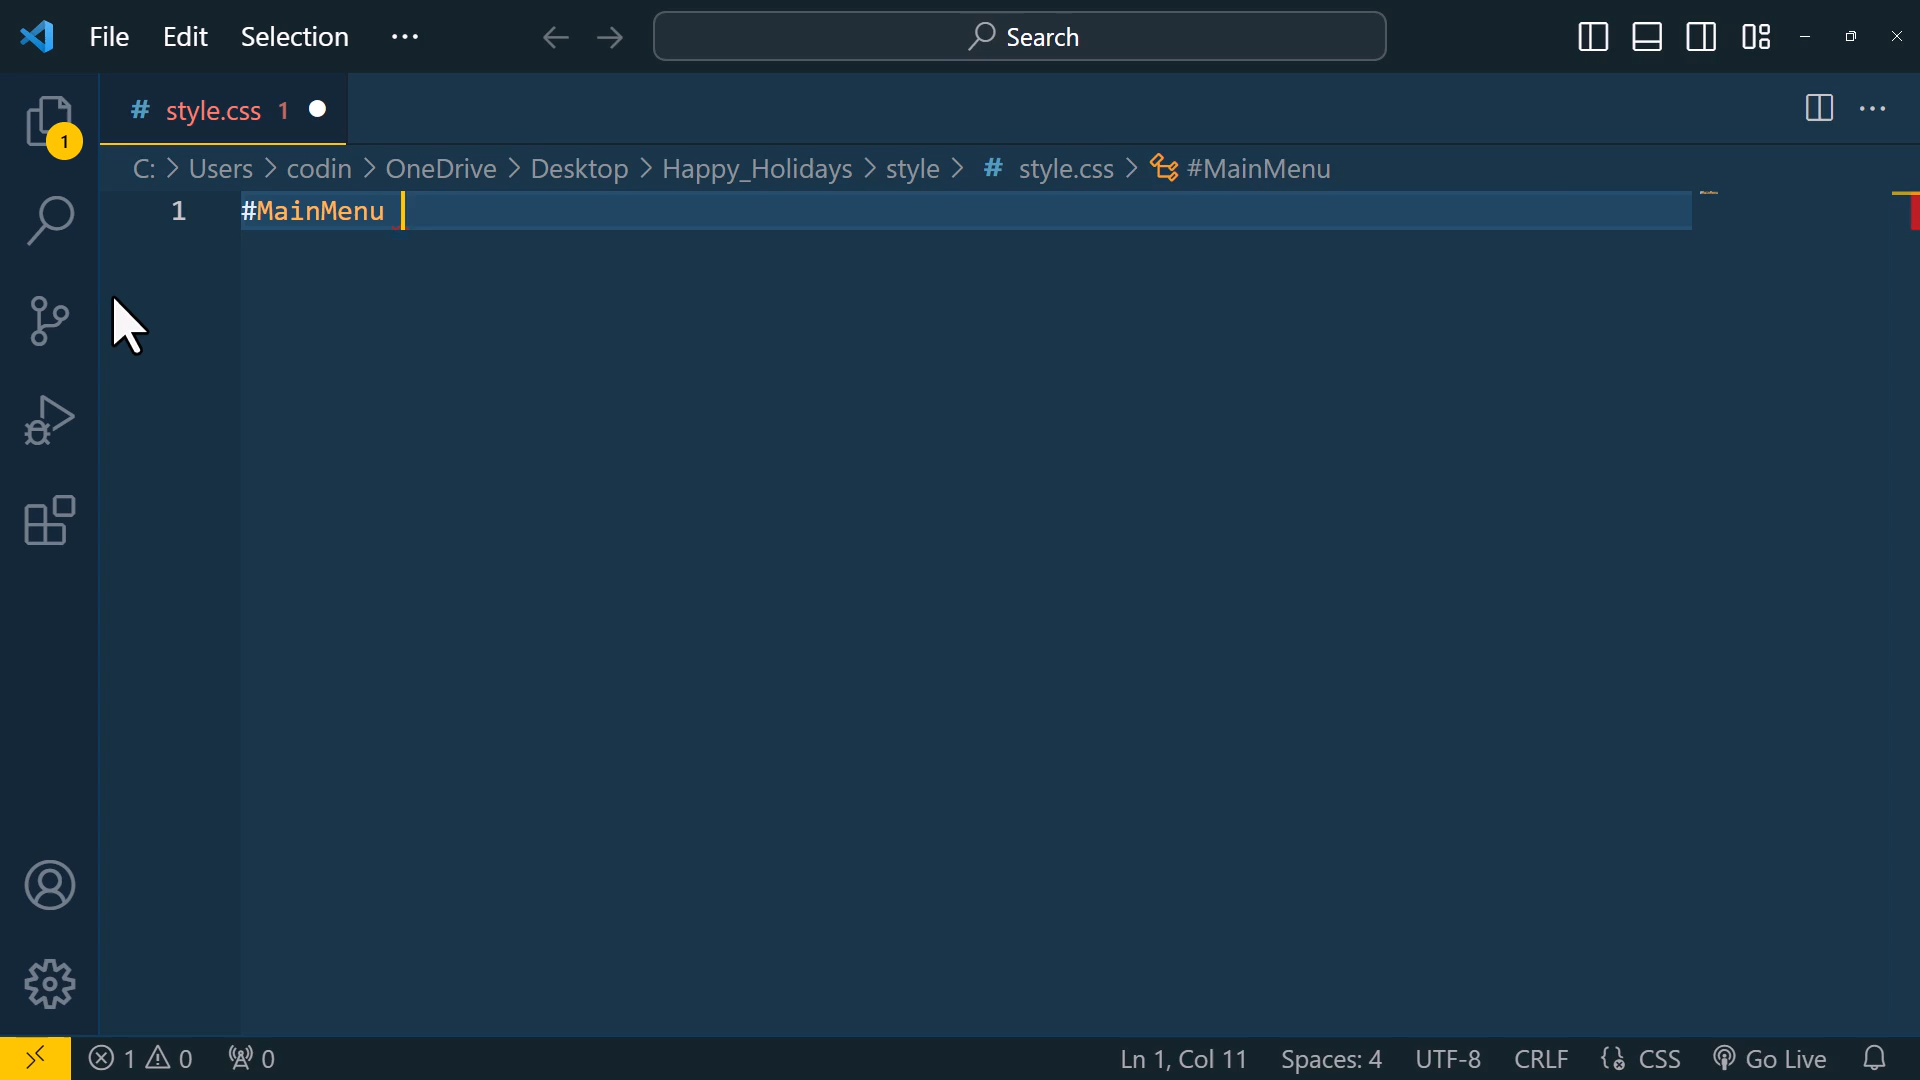 File Edit Selection ··· Search
# style.css 1
C: > Users > codin > OneDrive > Desktop > Happy_Holidays > style > # style.css > #MainMenu
1
1 #MainMenu
1 0 0 Ln 1, Col 11 Spaces: 4 UTF-8 CRLF CSS Go Live